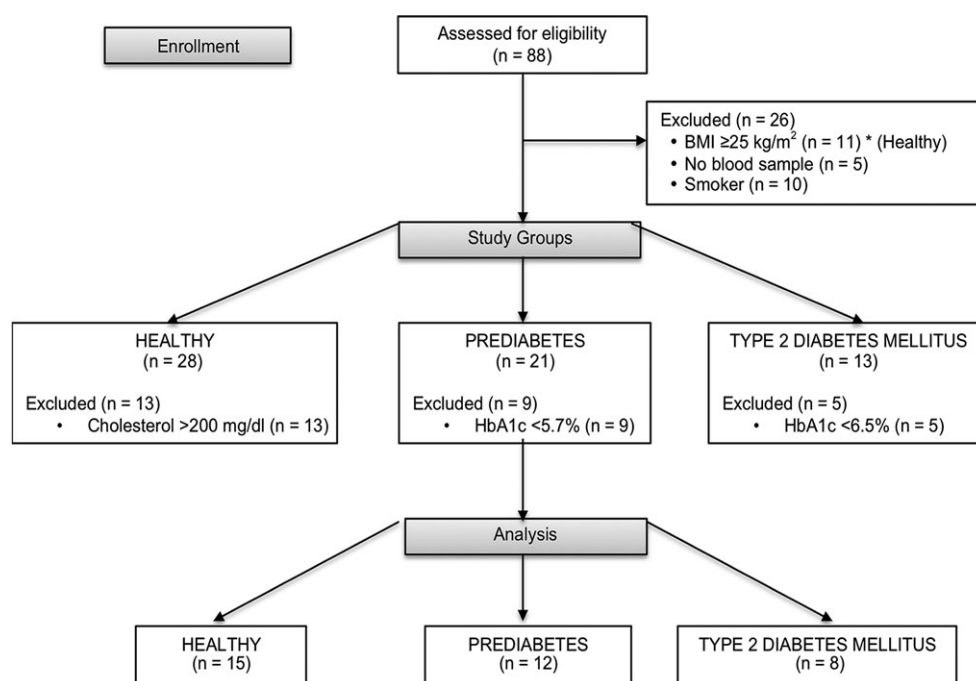 Enrollment
Assessed for eligibility
(n = 88)
Excluded (n = 26)
• BMI ≥25 kg/m² (n = 11) * (Healthy)
• No blood sample (n = 5)
• Smoker (n = 10)
Study Groups
HEALTHY
(n = 28)
Excluded (n = 13)
• Cholesterol >200 mg/dl (n = 13)
PREDIABETES
(n = 21)
Excluded (n = 9)
• HbA1c <5.7% (n = 9)
TYPE 2 DIABETES MELLITUS
(n = 13)
Excluded (n = 5)
• HbA1c <6.5% (n = 5)
Analysis
HEALTHY
(n = 15)
PREDIABETES
(n = 12)
TYPE 2 DIABETES MELLITUS
(n = 8)